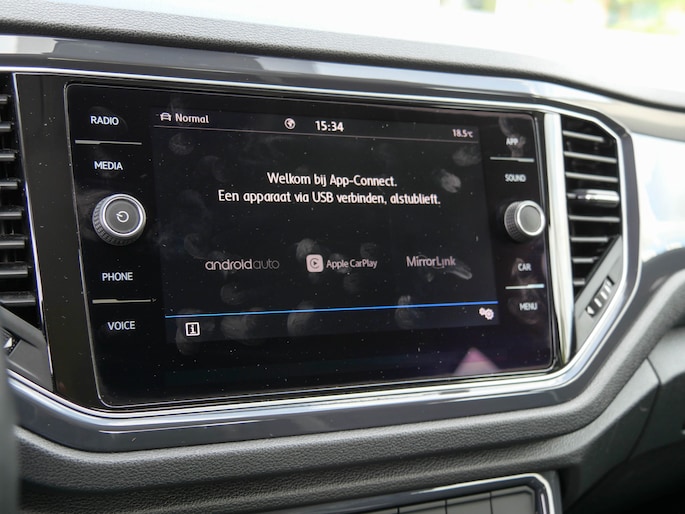 RADIO
MEDIA
PHONE
VOICE
Normal
15:34
18.5°C
Welkom bij App-Connect.
Een apparaat via USB verbinden, alstublieft.
androidauto
Apple CarPlay
MirrorLink
i
APP
SOUND
CAR
MENU